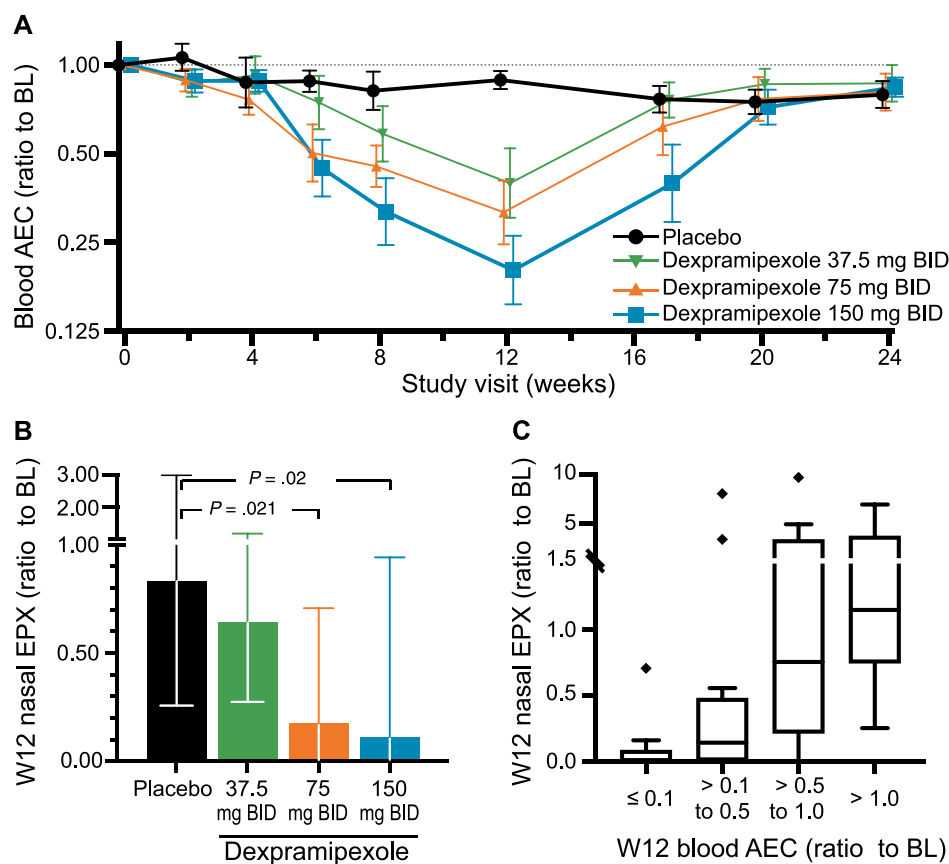 A
Blood AEC (ratio to BL)
1.00
0.50
0.25
0.125
Placebo
Dexpramipexole 37.5 mg BID
Dexpramipexole 75 mg BID
Dexpramipexole 150 mg BID
0 4 8 12 16 20 24
Study visit (weeks)
B
W12 nasal EPX (ratio to BL)
3.00
2.00
1.00
0.50
0.00
P = .02
P = .021
Placebo
37.5
mg BID
75
mg BID
150
mg BID
Dexpramipexole
C
W12 nasal EPX (ratio to BL)
10
5
1.5
1.0
0.5
0.0
≤ 0.1
> 0.1
to 0.5
> 0.5
to 1.0
> 1.0
W12 blood AEC (ratio to BL)